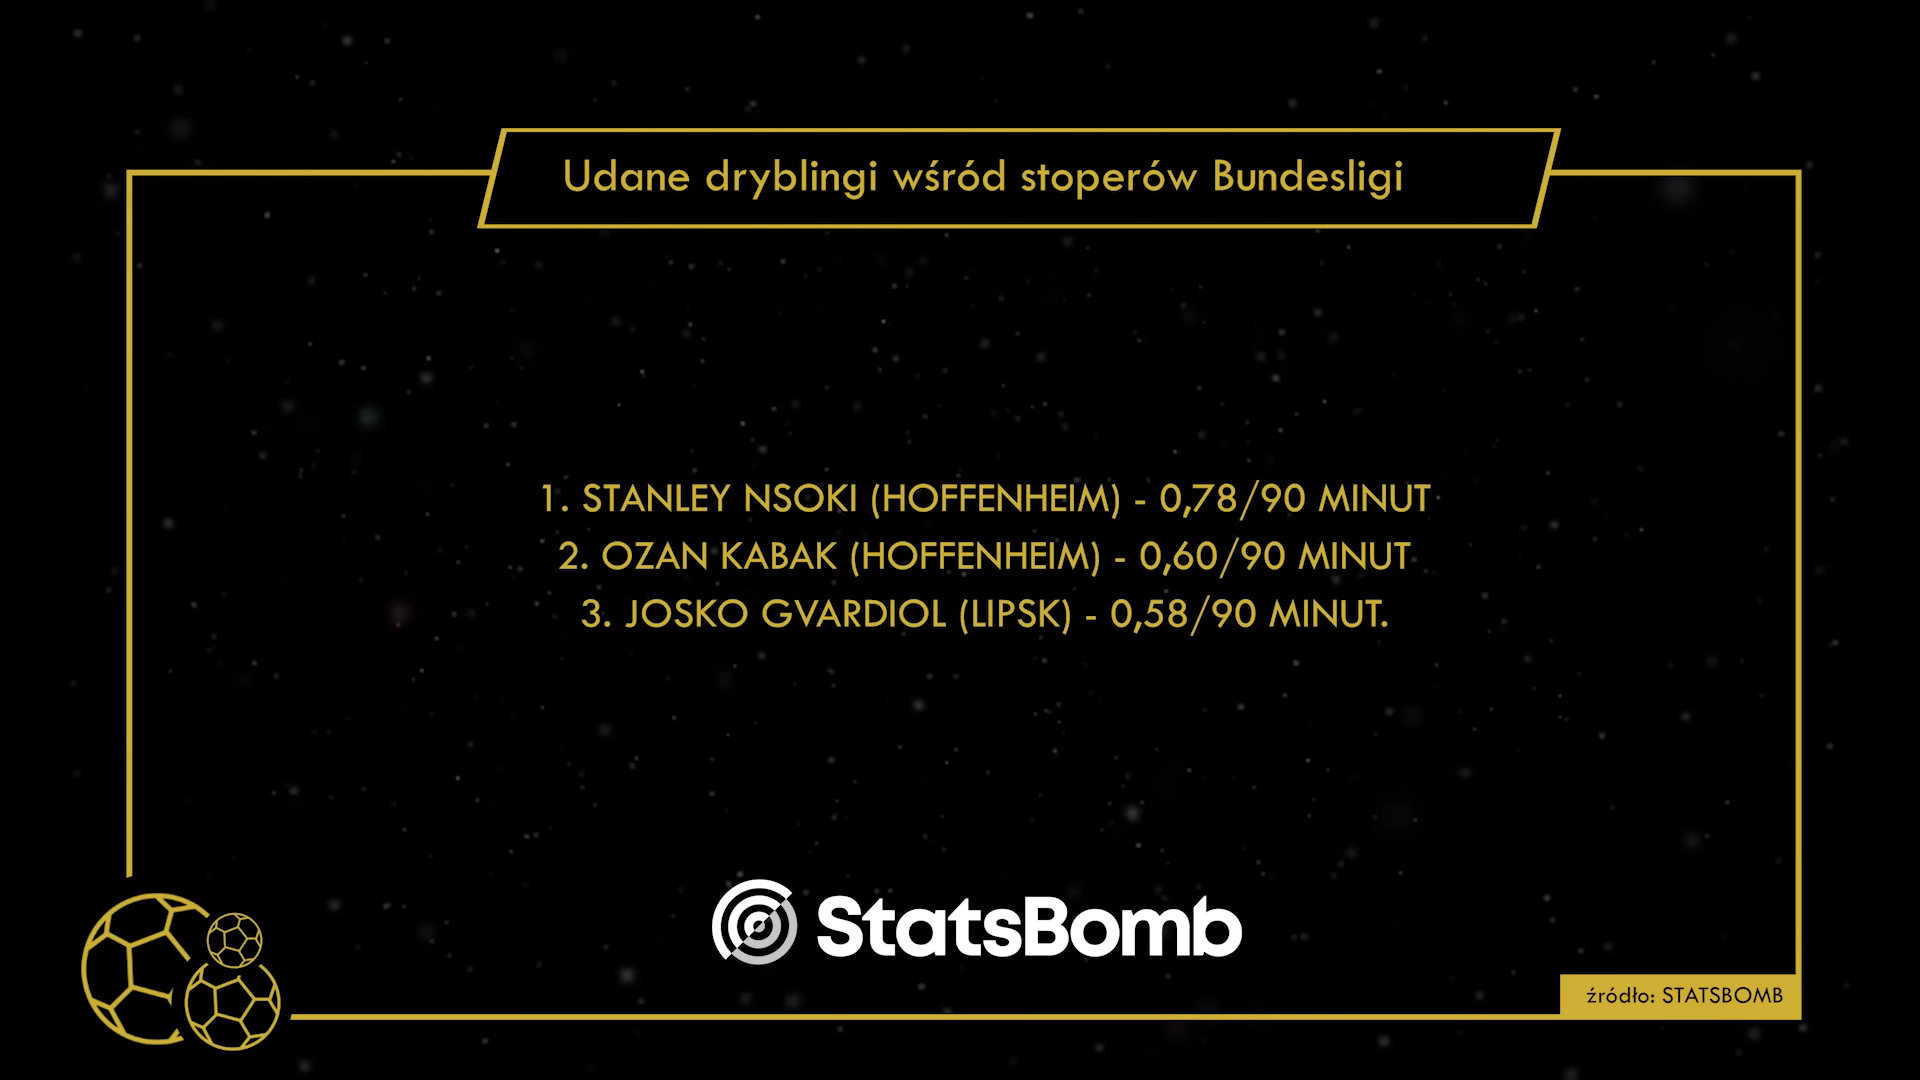 Udane dryblingi wśród stoperów Bundesligi
1. STANLEY NSOKI (HOFFENHEIM) - 0,78/90 MINUT
2. OZAN KABAK (HOFFENHEIM) - 0,60/90 MINUT
3. JOSKO GVARDIOL (LIPSK) - 0,58/90 MINUT.
StatsBomb
źródło: STATSBOMB